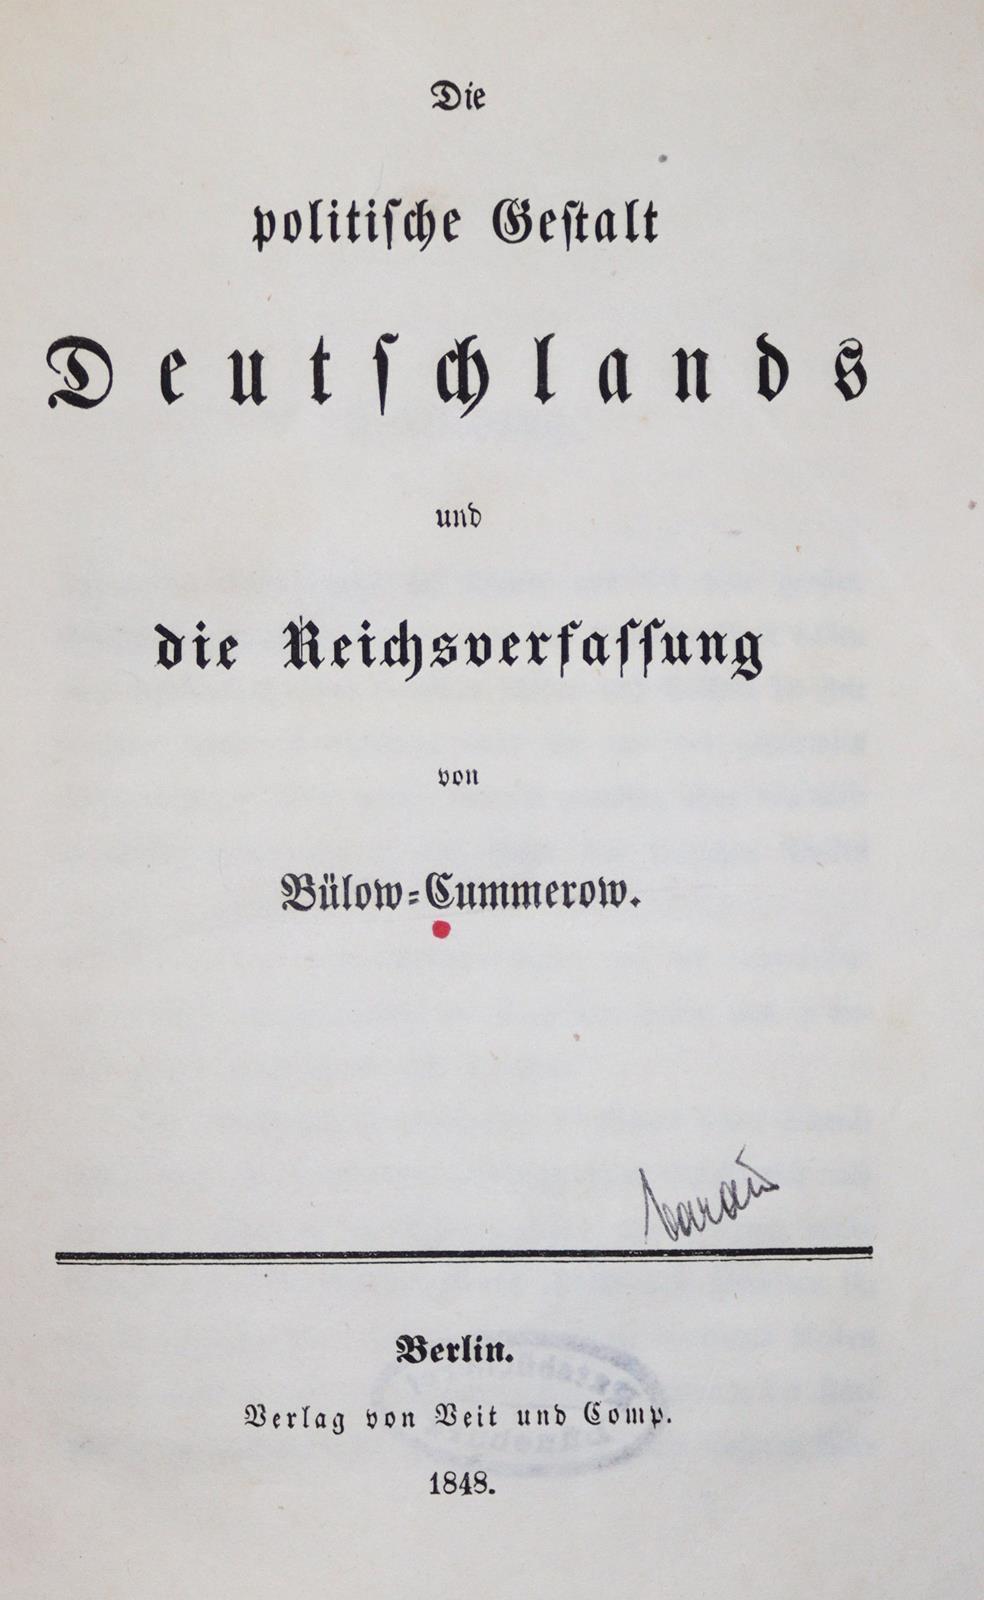 Die
politiſche Geſtalt
Deutſchlands
und
die Reichsverfaſſung
von
Bülow-Cummerow.
Berlin.
Verlag von Veit und Comp.
1848.